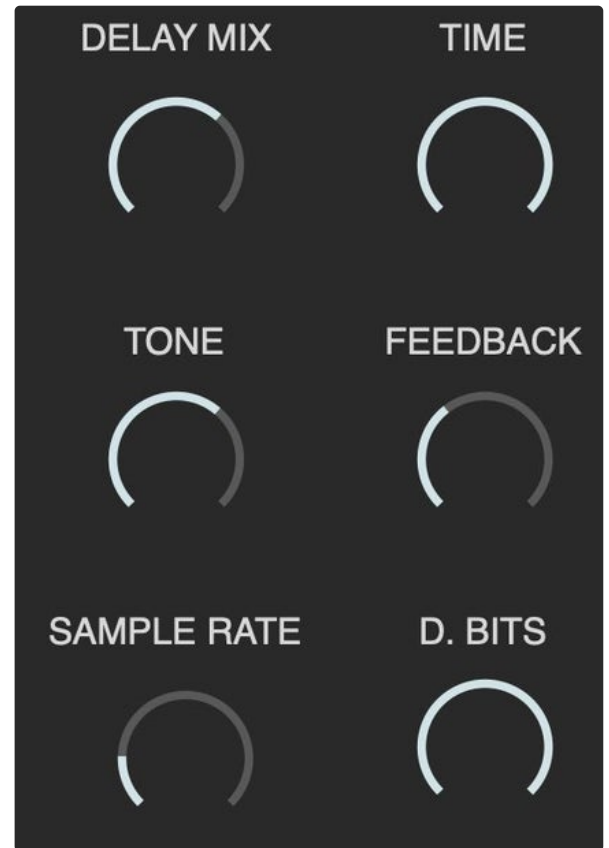 DELAY MIX
TIME
TONE
FEEDBACK
SAMPLE RATE
D. BITS